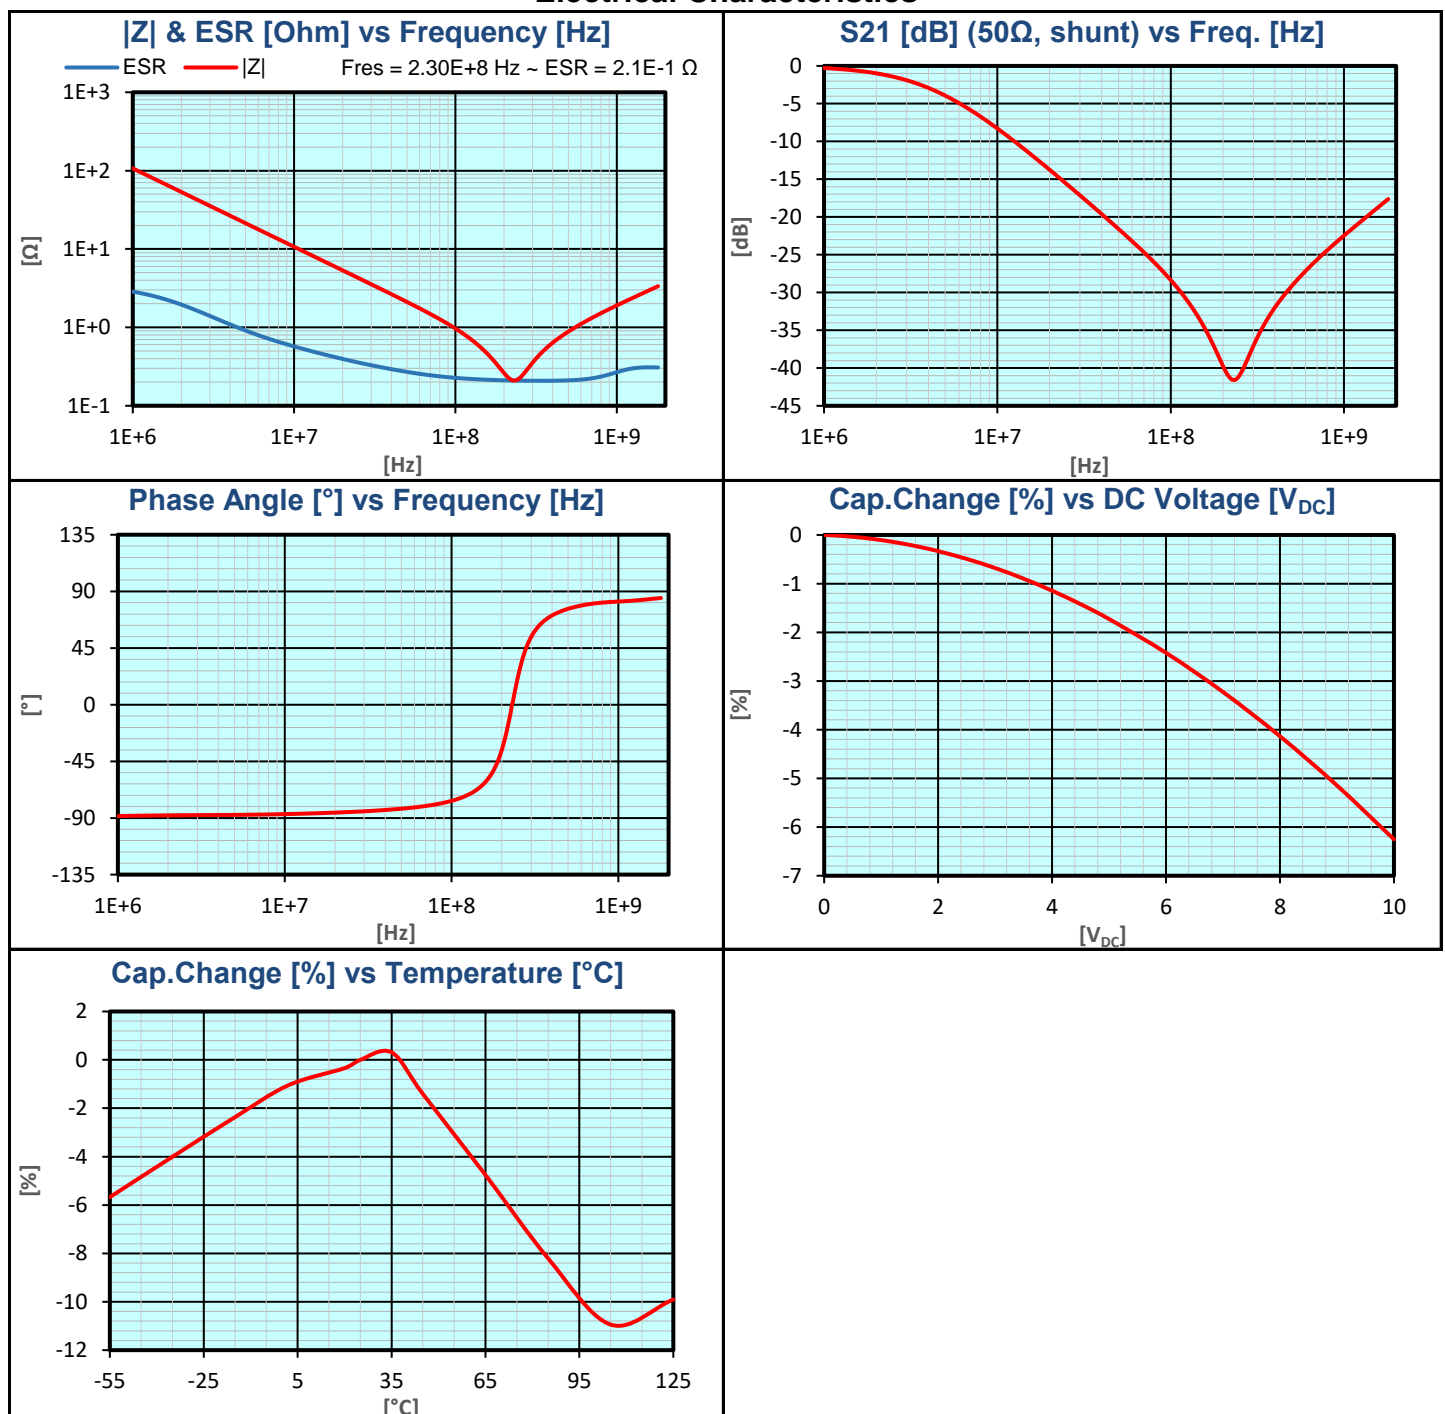 Electrical Characteristics
|Z| & ESR [Ohm] vs Frequency [Hz]
ESR |Z| Fres = 2.30E+8 Hz ~ ESR = 2.1E-1 Ω
1E+3
1E+2
1E+1
1E+0
1E-1
[Ω]
1E+6 1E+7 1E+8 1E+9
[Hz]
S21 [dB] (50Ω, shunt) vs Freq. [Hz]
0
-5
-10
-15
-20
-25
-30
-35
-40
-45
[dB]
1E+6 1E+7 1E+8 1E+9
[Hz]
Phase Angle [°] vs Frequency [Hz]
135
90
45
0
-45
-90
-135
[°]
1E+6 1E+7 1E+8 1E+9
[Hz]
Cap.Change [%] vs DC Voltage [VDC]
0
-1
-2
-3
-4
-5
-6
-7
[%]
0 2 4 6 8 10
[VDC]
Cap.Change [%] vs Temperature [°C]
2
0
-2
-4
-6
-8
-10
-12
[%]
-55 -25 5 35 65 95 125
[°C]